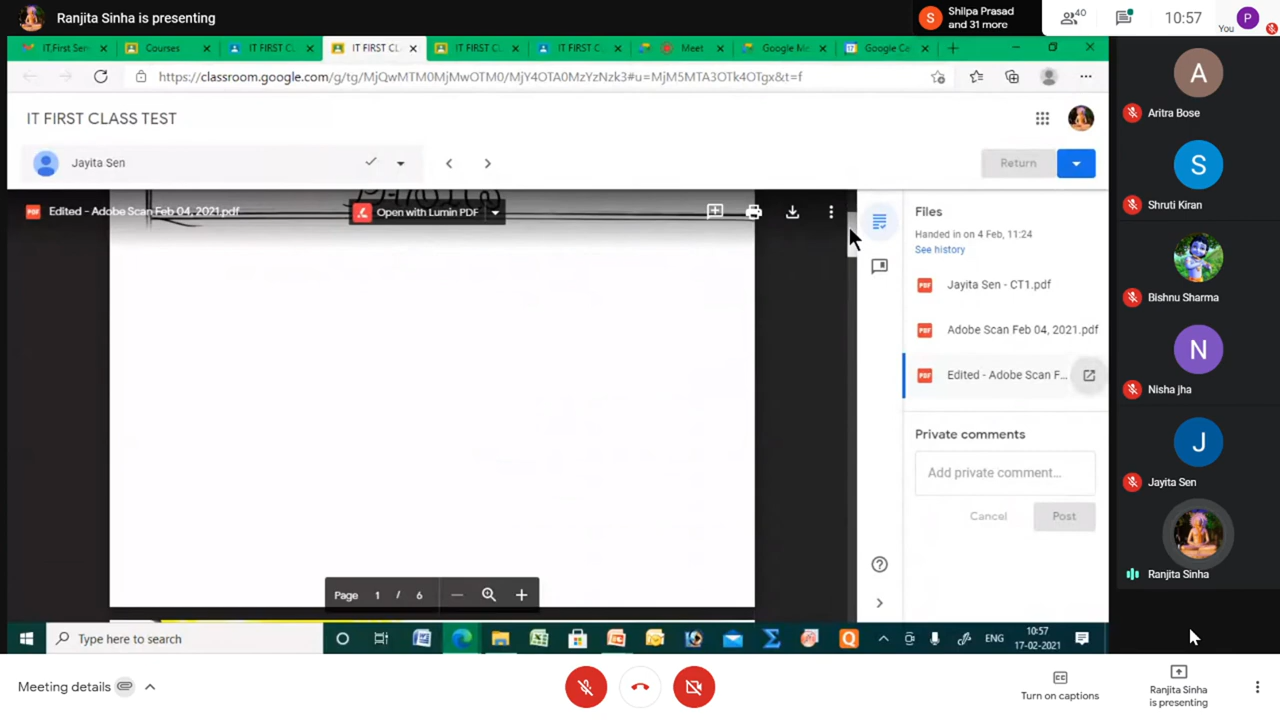 Ranjita Sinha is presenting
Shilpa Prasad
and 31 more
40
10:57
You
P
IT.First Sen
Courses
IT FIRST CL
IT FIRST CL
IT FIRST CL
IT FIRST CL
Meet
Google Me
Google Ca
https://classroom.google.com/g/tg/MjQwMTM0MjMwOTM0/MjY4OTA0MzYzNzk3#u=MjM5MTA3OTk4OTgx&t=f
IT FIRST CLASS TEST
Jayita Sen
Return
Edited - Adobe Scan Feb 04, 2021.pdf
Open with Lumin PDF
Files
Handed in on 4 Feb, 11:24
See history
Jayita Sen - CT1.pdf
Adobe Scan Feb 04, 2021.pdf
Edited - Adobe Scan F...
Private comments
Add private comment...
Cancel
Post
Page 1 / 6
A
Aritra Bose
S
Shruti Kiran
Bishnu Sharma
N
Nisha jha
J
Jayita Sen
Ranjita Sinha
Type here to search
ENG
10:57
17-02-2021
Meeting details
Turn on captions
Ranjita Sinha
is presenting